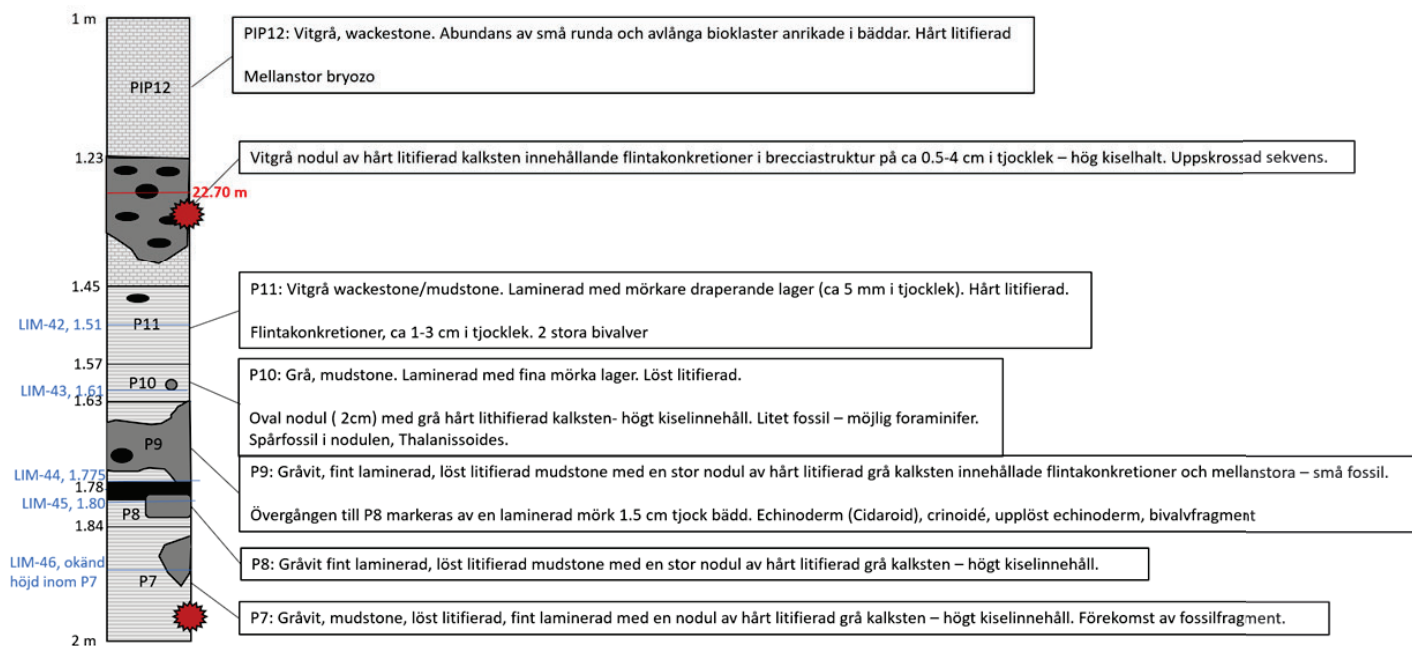 1 m
PIP12: Vitgrå, wackestone. Abundans av små runda och avlånga bioklaster anrikade i bäddar. Hårt litifierad
Mellanstor bryozo
PIP12
1.23
Vitgrå nodul av hårt litifierad kalksten innehållande flintakonkretioner i brecciastruktur på ca 0.5-4 cm i tjocklek – hög kiselhalt. Uppskrossad sekvens.
22.70 m
1.45
P11: Vitgrå wackestone/mudstone. Laminerad med mörkare draperande lager (ca 5 mm i tjocklek). Hårt litifierad.
Flintakonkretioner, ca 1-3 cm i tjocklek. 2 stora bivalver
LIM-42, 1.51
P11
1.57
P10: Grå, mudstone. Laminerad med fina mörka lager. Löst litifierad.
Oval nodul ( 2cm) med grå hårt lithifierad kalksten- högt kiselinnehåll. Litet fossil – möjlig foraminifer.
Spårfossil i nodulen, Thalanissoides.
P10
LIM-43, 1.61
1.63
P9
P9: Gråvit, fint laminerad, löst litifierad mudstone med en stor nodul av hårt litifierad grå kalksten innehållade flintakonkretioner och mellanstora – små fossil.
Övergången till P8 markeras av en laminerad mörk 1.5 cm tjock bädd. Echinoderm (Cidaroid), crinoidé, upplöst echinoderm, bivalvfragment
LIM-44, 1.775
1.78
LIM-45, 1.80
P8
1.84
P8: Gråvit fint laminerad, löst litifierad mudstone med en stor nodul av hårt litifierad grå kalksten – högt kiselinnehåll.
LIM-46, okänd
höjd inom P7
P7
P7: Gråvit, mudstone, löst litifierad, fint laminerad med en nodul av hårt litifierad grå kalksten – högt kiselinnehåll. Förekomst av fossilfragment.
2 m